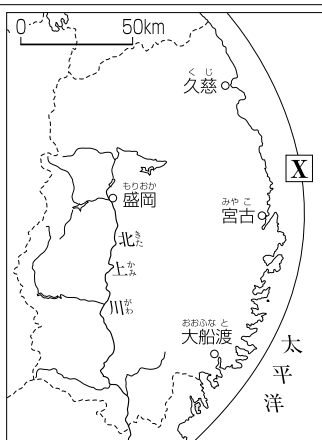 0 50km
くじ
久慈
X
もりおか
盛岡
みやこ
宮古
きた
北
かみ
上
がわ
川
おおふなと
大船渡
太平洋